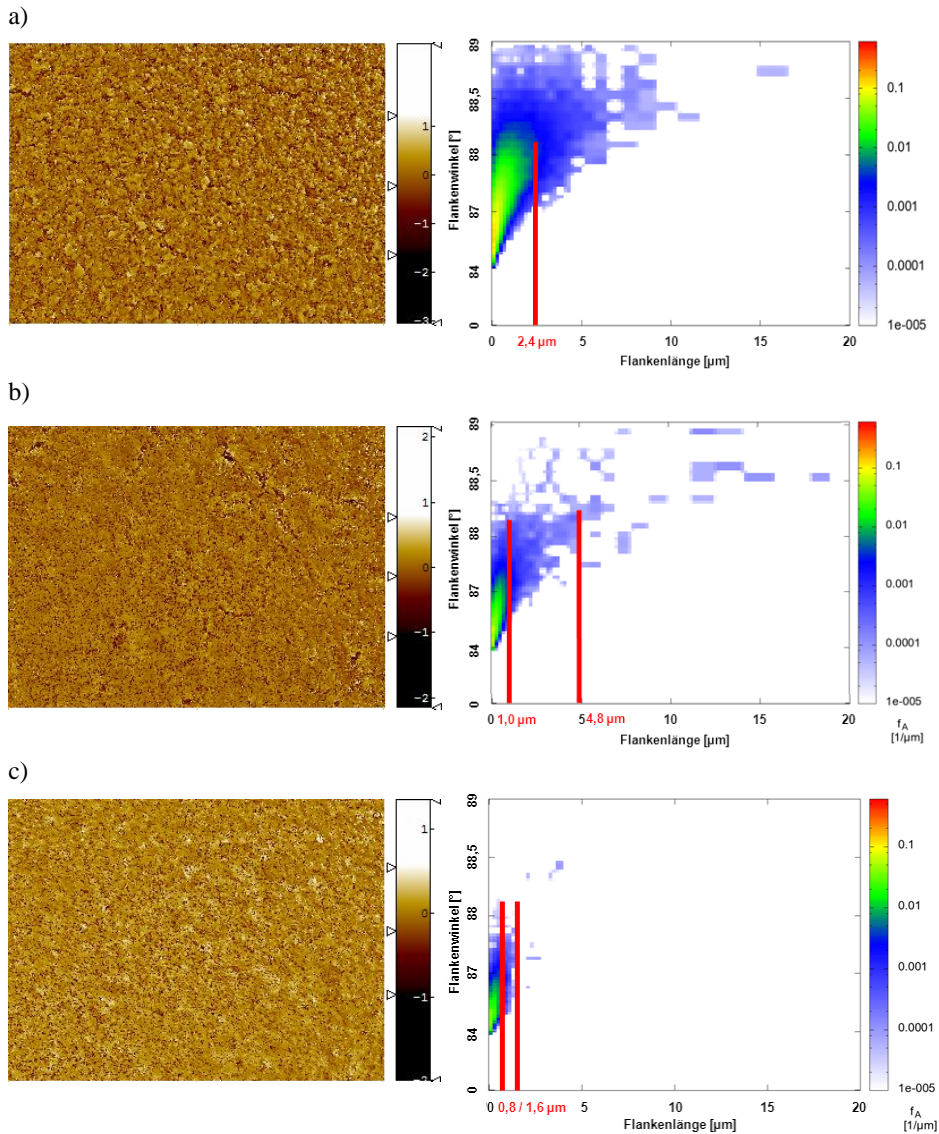 a)
1
0
−1
−2
−3
Flankenwinkel [°]
89
88,5
88
87
84
0
0 2,4 µm 5 10 15 20
Flankenlänge [µm]
0.1
0.01
0.001
0.0001
1e-005
b)
2
1
0
−1
−2
Flankenwinkel [°]
89
88,5
88
87
84
0
0 1,0 µm 54,8 µm 10 15 20
Flankenlänge [µm]
0.1
0.01
0.001
0.0001
1e-005
fA
[1/µm]
c)
1
0
−1
Flankenwinkel [°]
89
88,5
88
87
84
0
0 0,8 / 1,6 µm 5 10 15 20
Flankenlänge [µm]
0.1
0.01
0.001
0.0001
1e-005
fA
[1/µm]